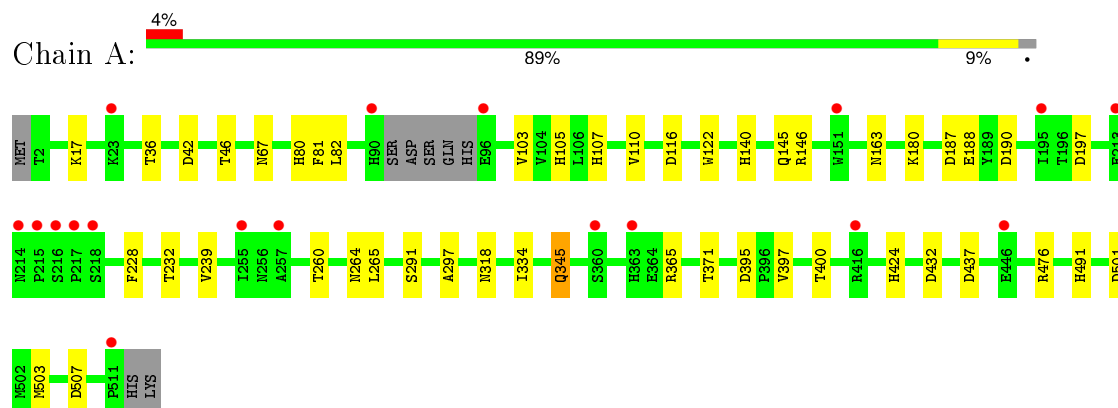 4%
Chain A:
89% 9% •
MET T2 K17 K23 T36 D42 T46 N67 H80 F81 L82 H90 SER ASP SER GLN HIS E96 V103 V104 H105 L106 H107 V110 D116 W122 H140 Q145 R146 W151 N163 K180 D187 E188 Y189 D190 I195 T196 D197
N214 P215 S216 P217 S218 F228 T232 V239 I255 N256 A257 T260 N264 L265 S291 A297 N318 I334 Q345 S360 H363 E364 R365 T371 D395 P396 V397 T400 R416 H424 D432 D437 E446 R476 H491 D501
M502 M503 D507 P511 HIS LYS